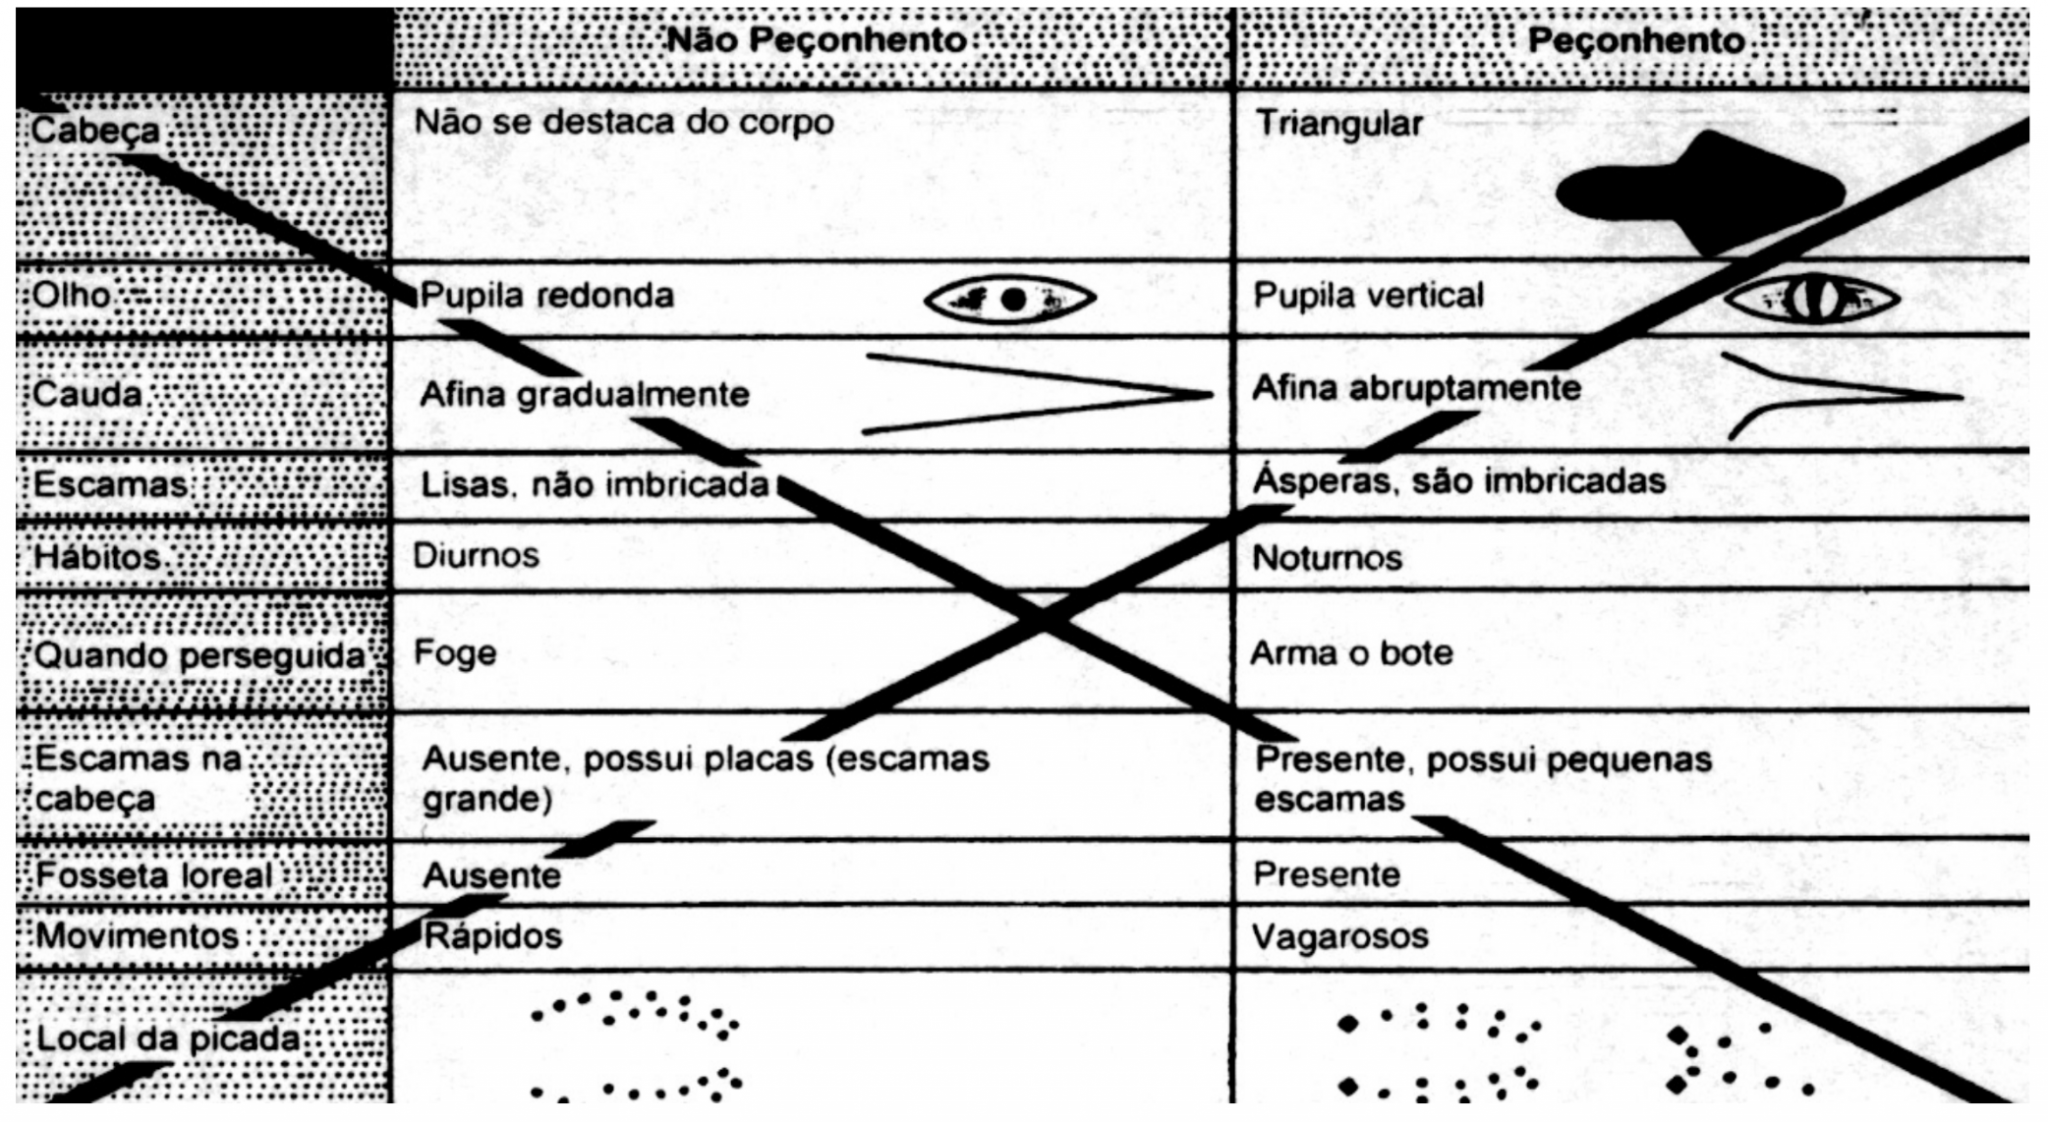 Não Peçonhento Peçonhento
Cabeça Não se destaca do corpo Triangular
Olho Pupila redonda Pupila vertical
Cauda Afina gradualmente Afina abruptamente
Escamas Lisas, não imbricada Ásperas, são imbricadas
Hábitos Diurnos Noturnos
Quando perseguida Foge Arma o bote
Escamas na Ausente, possui placas (escamas Presente, possui pequenas
cabeça grande) escamas
Fosseta loreal Ausente Presente
Movimentos Rápidos Vagarosos
Local da picada